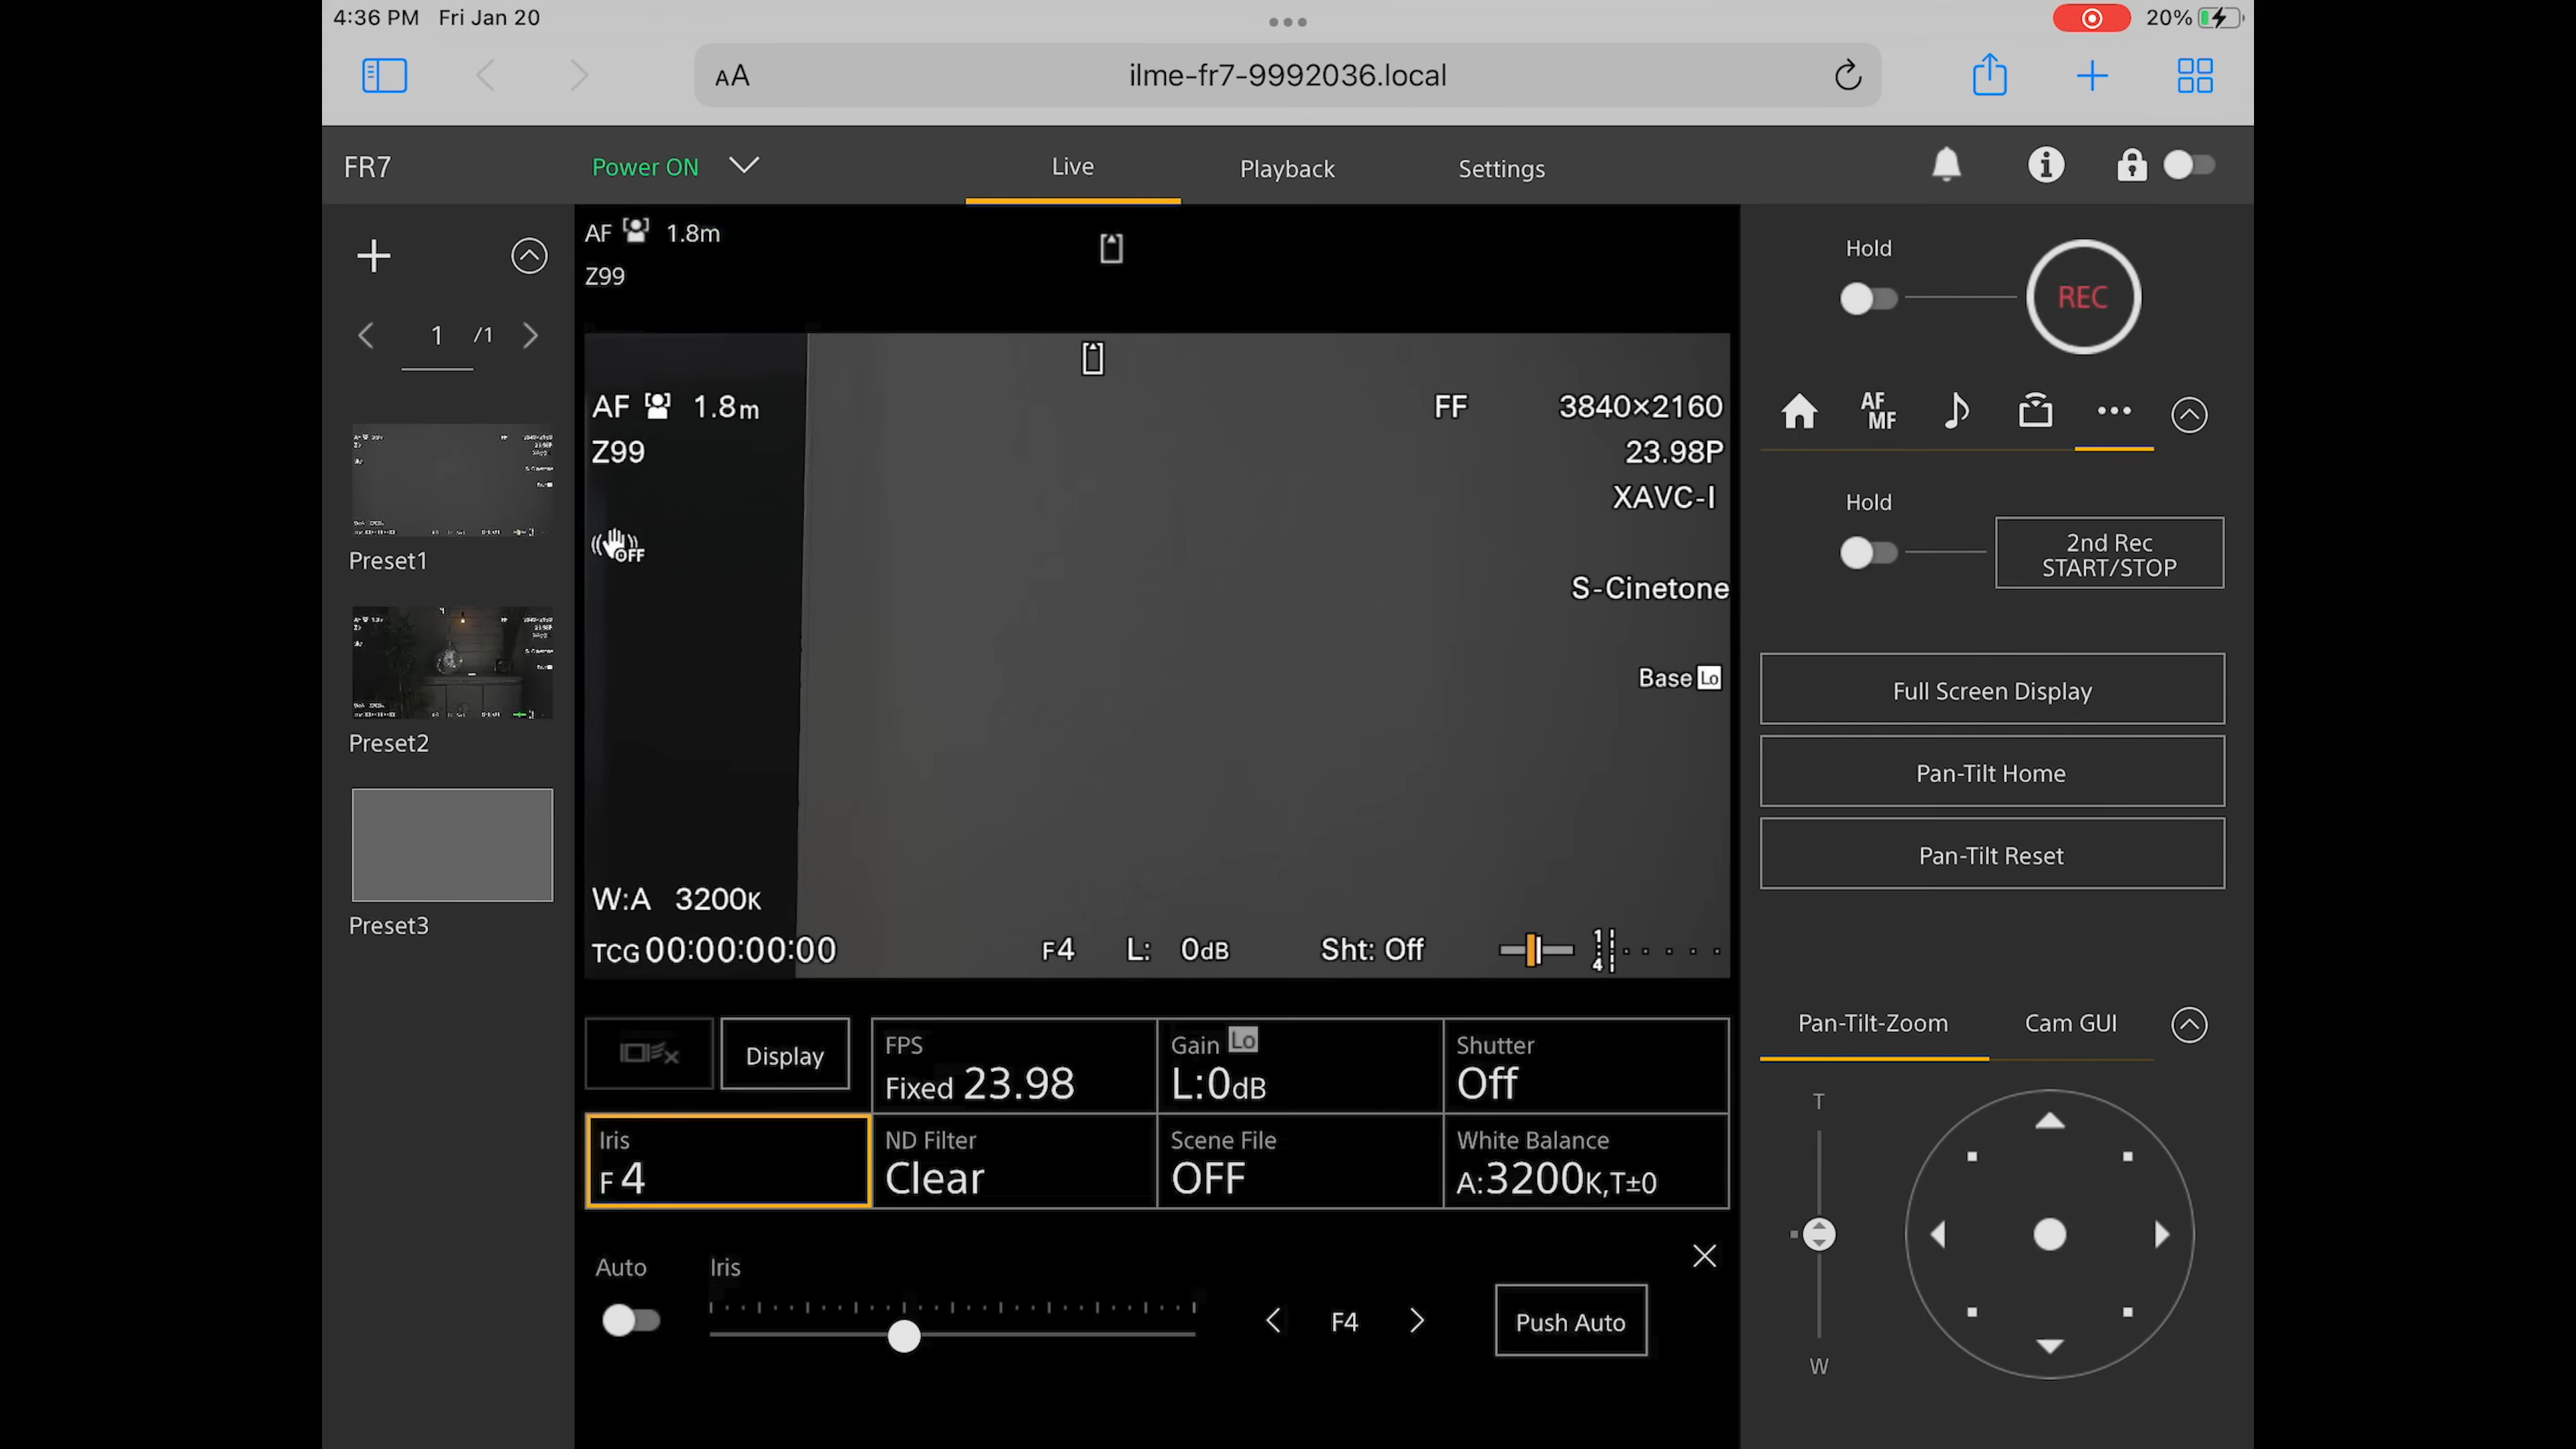 4:36 PM Fri Jan 20
20%
AA
ilme-fr7-9992036.local
FR7
Power ON
Live
Playback
Settings
1 /1
Preset1
Preset2
Preset3
AF 1.8m
Z99
AF 1.8m
Z99
OFF
FF 3840×2160
23.98P
XAVC-I
S-Cinetone
Base Lo
W:A 3200K
TCG 00:00:00:00
F4
L: 0dB
Sht: Off
1
4
Display
FPS
Fixed 23.98
Gain Lo
L:0dB
Shutter
Off
Iris
F 4
ND Filter
Clear
Scene File
OFF
White Balance
A:3200K,T±0
Auto
Iris
F4
Push Auto
Hold
REC
AF
MF
Hold
2nd Rec
START/STOP
Full Screen Display
Pan-Tilt Home
Pan-Tilt Reset
Pan-Tilt-Zoom
Cam GUI
T
W